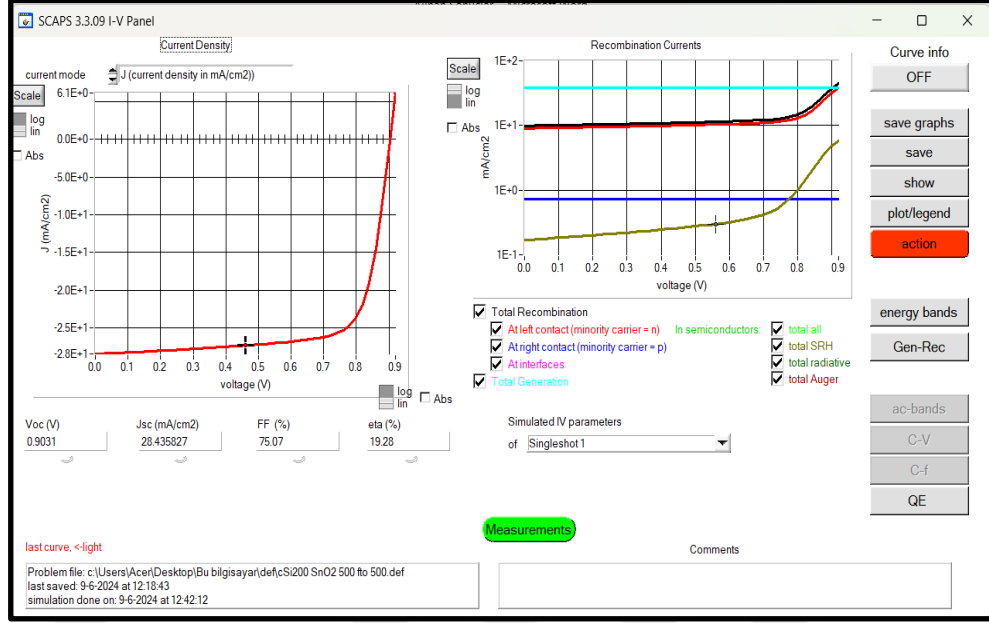 SCAPS 3.3.09 I-V Panel
Current Density
current mode
J (current density in mA/cm2))
Scale
log
lin
Abs
6.1E+0
0.0E+0
-5.0E+0
-1.0E+1
-1.5E+1
-2.0E+1
-2.5E+1
-2.8E+1
J (mA/cm2)
0.0 0.1 0.2 0.3 0.4 0.5 0.6 0.7 0.8 0.9
voltage (V)
log
lin
Abs
Recombination Currents
Scale
log
lin
Abs
1E+2
1E+1
1E+0
1E-1
mA/cm2
0.0 0.1 0.2 0.3 0.4 0.5 0.6 0.7 0.8 0.9
voltage (V)
Total Recombination
At left contact (minority carrier = n) In semiconductors: total all
At right contact (minority carrier = p) total SRH
At interfaces total radiative
Total Generation total Auger
Voc (V) Jsc (mA/cm2) FF (%) eta (%)
0.9031 28.435827 75.07 19.28
Simulated IV parameters
of Singleshot 1
Measurements
last curve, <-light
Problem file: c:\Users\Acer\Desktop\Bu bilgisayar\def\cSi200 SnO2 500 fto 500.def
last saved: 9-6-2024 at 12:18:43
simulation done on: 9-6-2024 at 12:42:12
Comments
Curve info
OFF
save graphs
save
show
plot/legend
action
energy bands
Gen-Rec
ac-bands
C-V
C-f
QE